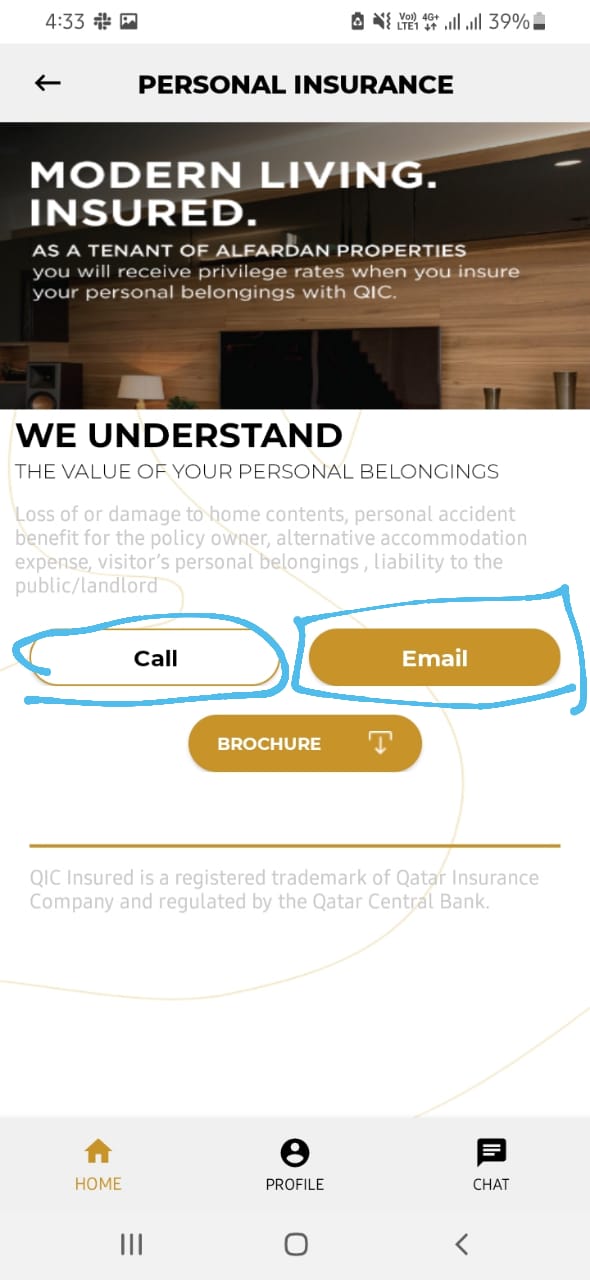 4:33 Vo)) LTE1 4G+ 39%
PERSONAL INSURANCE
MODERN LIVING.
INSURED.
AS A TENANT OF ALFARDAN PROPERTIES
you will receive privilege rates when you insure
your personal belongings with QIC.
WE UNDERSTAND
THE VALUE OF YOUR PERSONAL BELONGINGS
Loss of or damage to home contents, personal accident
benefit for the policy owner, alternative accommodation
expense, visitor's personal belongings , liability to the
public/landlord
Call Email
BROCHURE
QIC Insured is a registered trademark of Qatar Insurance
Company and regulated by the Qatar Central Bank.
HOME PROFILE CHAT